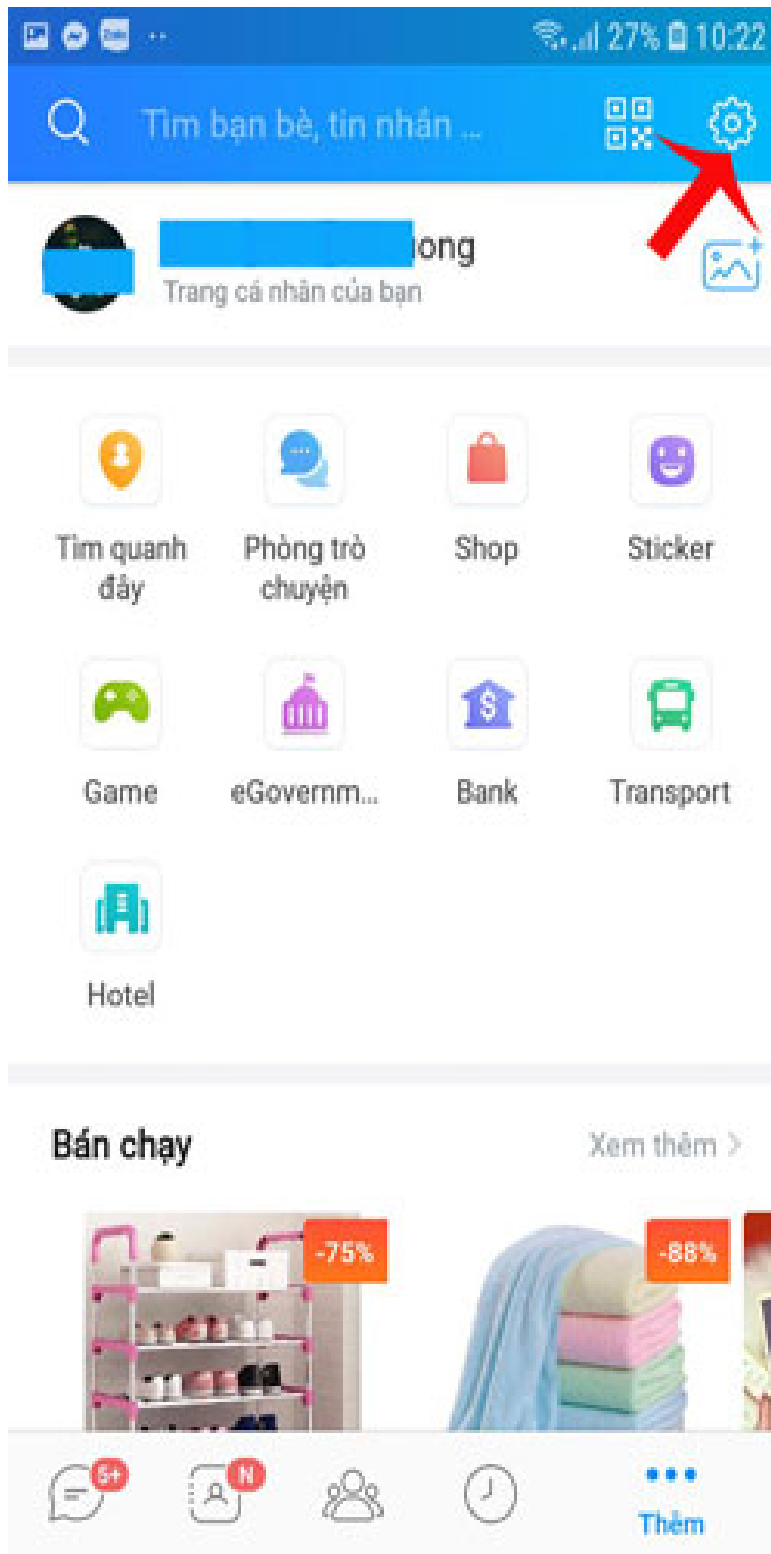 Zalo
27% 10:22
Tìm bạn bè, tin nhắn ...
ong
Trang cá nhân của bạn
Tìm quanh đây
Phòng trò chuyện
Shop
Sticker
Game
eGovernm...
Bank
Transport
Hotel
Bán chạy
Xem thêm >
-75%
-88%
5+
N
Thêm